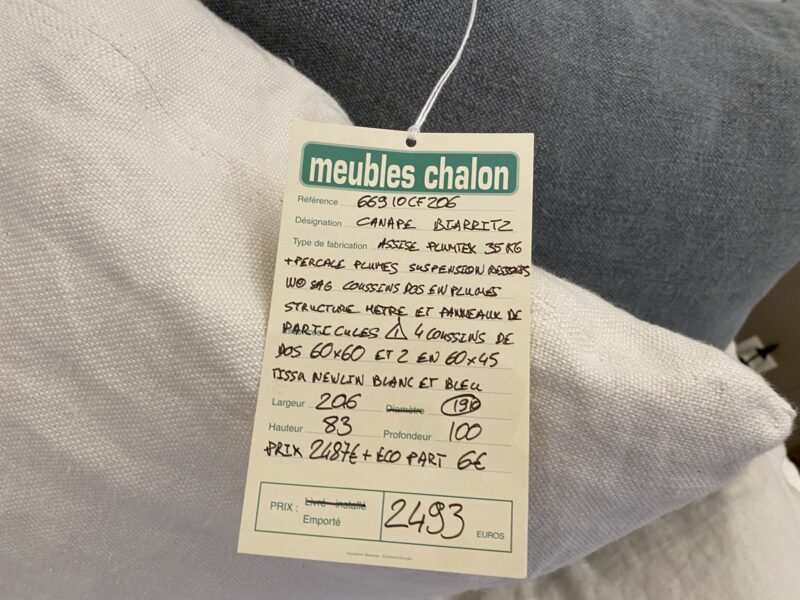 meubles chalon
Référence 66910CF206
Désignation CANAPE BIARRITZ
Type de fabrication ASSISE PLUMTEX 35 KG
+ PERCALE PLUMES SUSPENSION RESSORTS
NO SAG COUSSINS DOS EN PLUMES
STRUCTURE HETRE ET PANNEAUX DE
PARTICULES ⚠ 4 COUSSINS DE
DOS 60x60 ET 2 EN 60x45
TISSU NEWLIN BLANC ET BLEU
Largeur 206 Diamètre 190
Hauteur 83 Profondeur 100
PRIX 2487€ + ECO PART 6€
PRIX : Livré - installé
Emporté 2493 EUROS